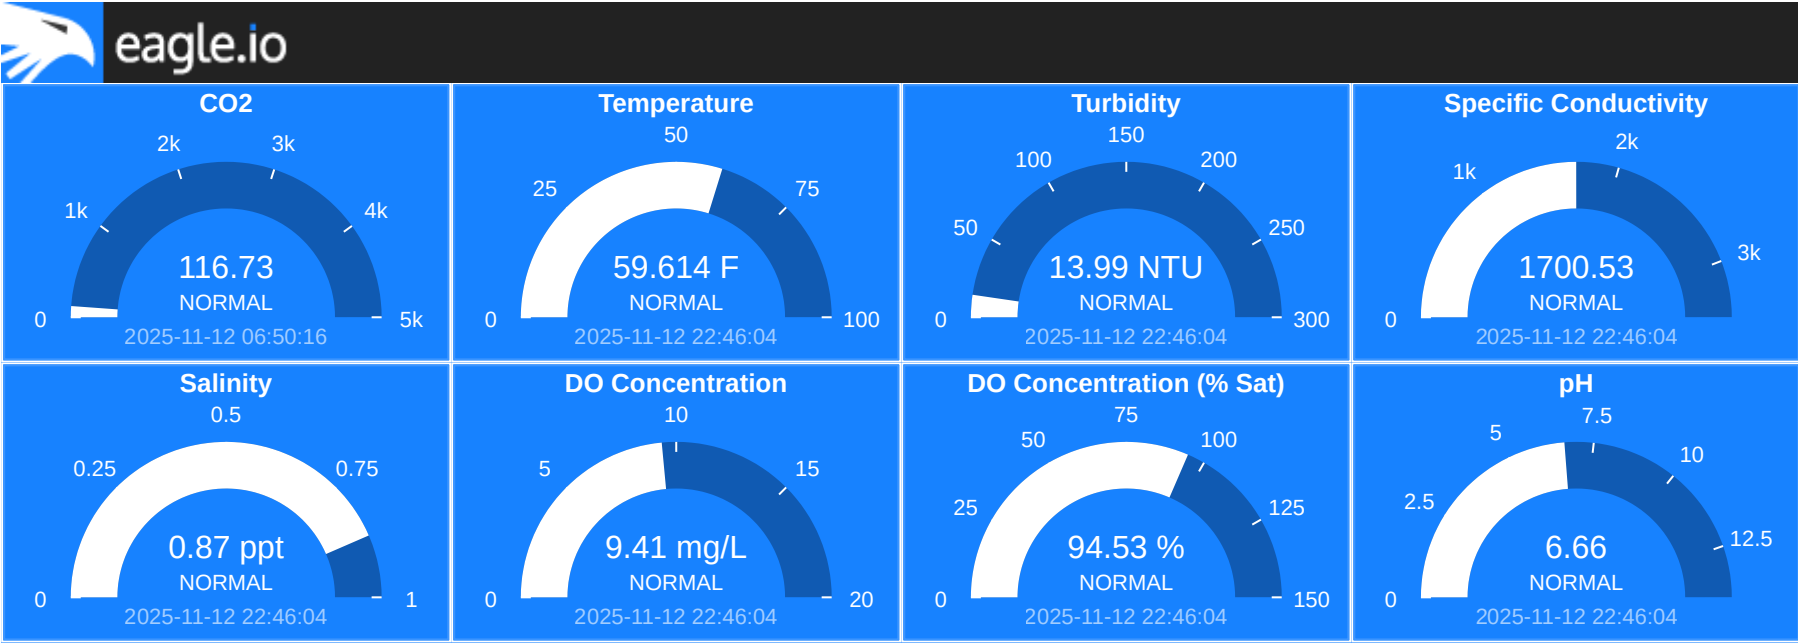 eagle.io
CO2
2k
3k
1k
4k
116.73
NORMAL
0
5k
2025-11-12 06:50:16
Temperature
50
25
75
59.614 F
NORMAL
0
100
2025-11-12 22:46:04
Turbidity
150
100
200
50
250
13.99 NTU
NORMAL
0
300
2025-11-12 22:46:04
Specific Conductivity
2k
1k
3k
1700.53
NORMAL
0
2025-11-12 22:46:04
Salinity
0.5
0.25
0.75
0.87 ppt
NORMAL
0
1
2025-11-12 22:46:04
DO Concentration
10
5
15
9.41 mg/L
NORMAL
0
20
2025-11-12 22:46:04
DO Concentration (% Sat)
75
50
100
25
125
94.53 %
NORMAL
0
150
2025-11-12 22:46:04
pH
7.5
5
10
2.5
12.5
6.66
NORMAL
0
2025-11-12 22:46:04